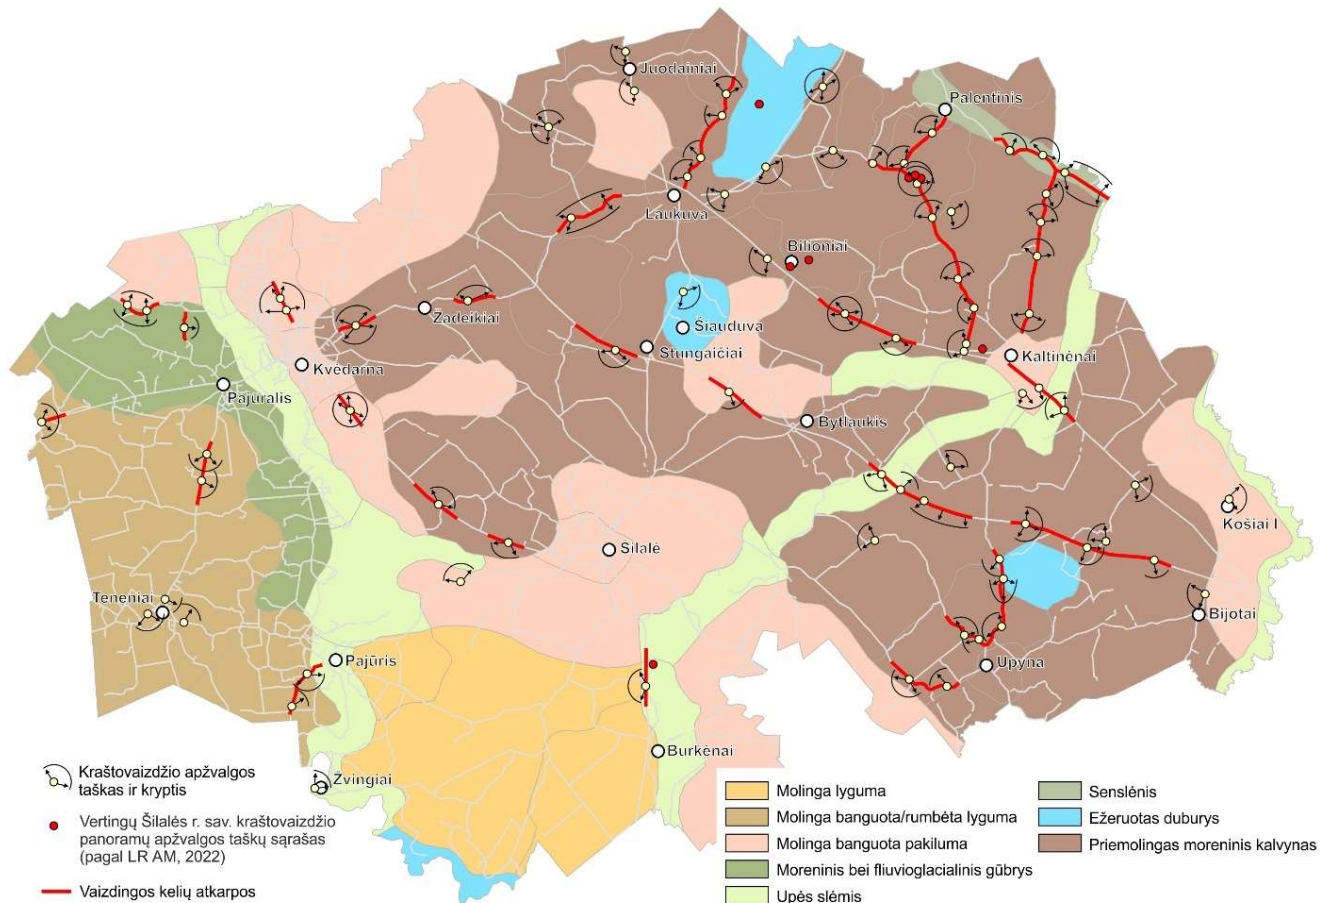 Juodainiai
Palentinis
Laukuva
Bilioniai
Žadeikiai
Šiauduva
Stungaičiai
Kaltinėnai
Kvėdarna
Pajūralis
Bytlaukis
Košiai I
Šilalė
Teneniai
Bijotai
Pajūris
Upyna
Burkėnai
Žvingiai
Kraštovaizdžio apžvalgos
taškas ir kryptis
Vertingų Šilalės r. sav. kraštovaizdžio
panoramų apžvalgos taškų sąrašas
(pagal LR AM, 2022)
Vaizdingos kelių atkarpos
Molinga lyguma
Molinga banguota/rumbėta lyguma
Molinga banguota pakiluma
Moreninis bei fliuvioglacialinis gūbrys
Upės slėmis
Senslėnis
Ežeruotas duburys
Priemolingas moreninis kalvynas